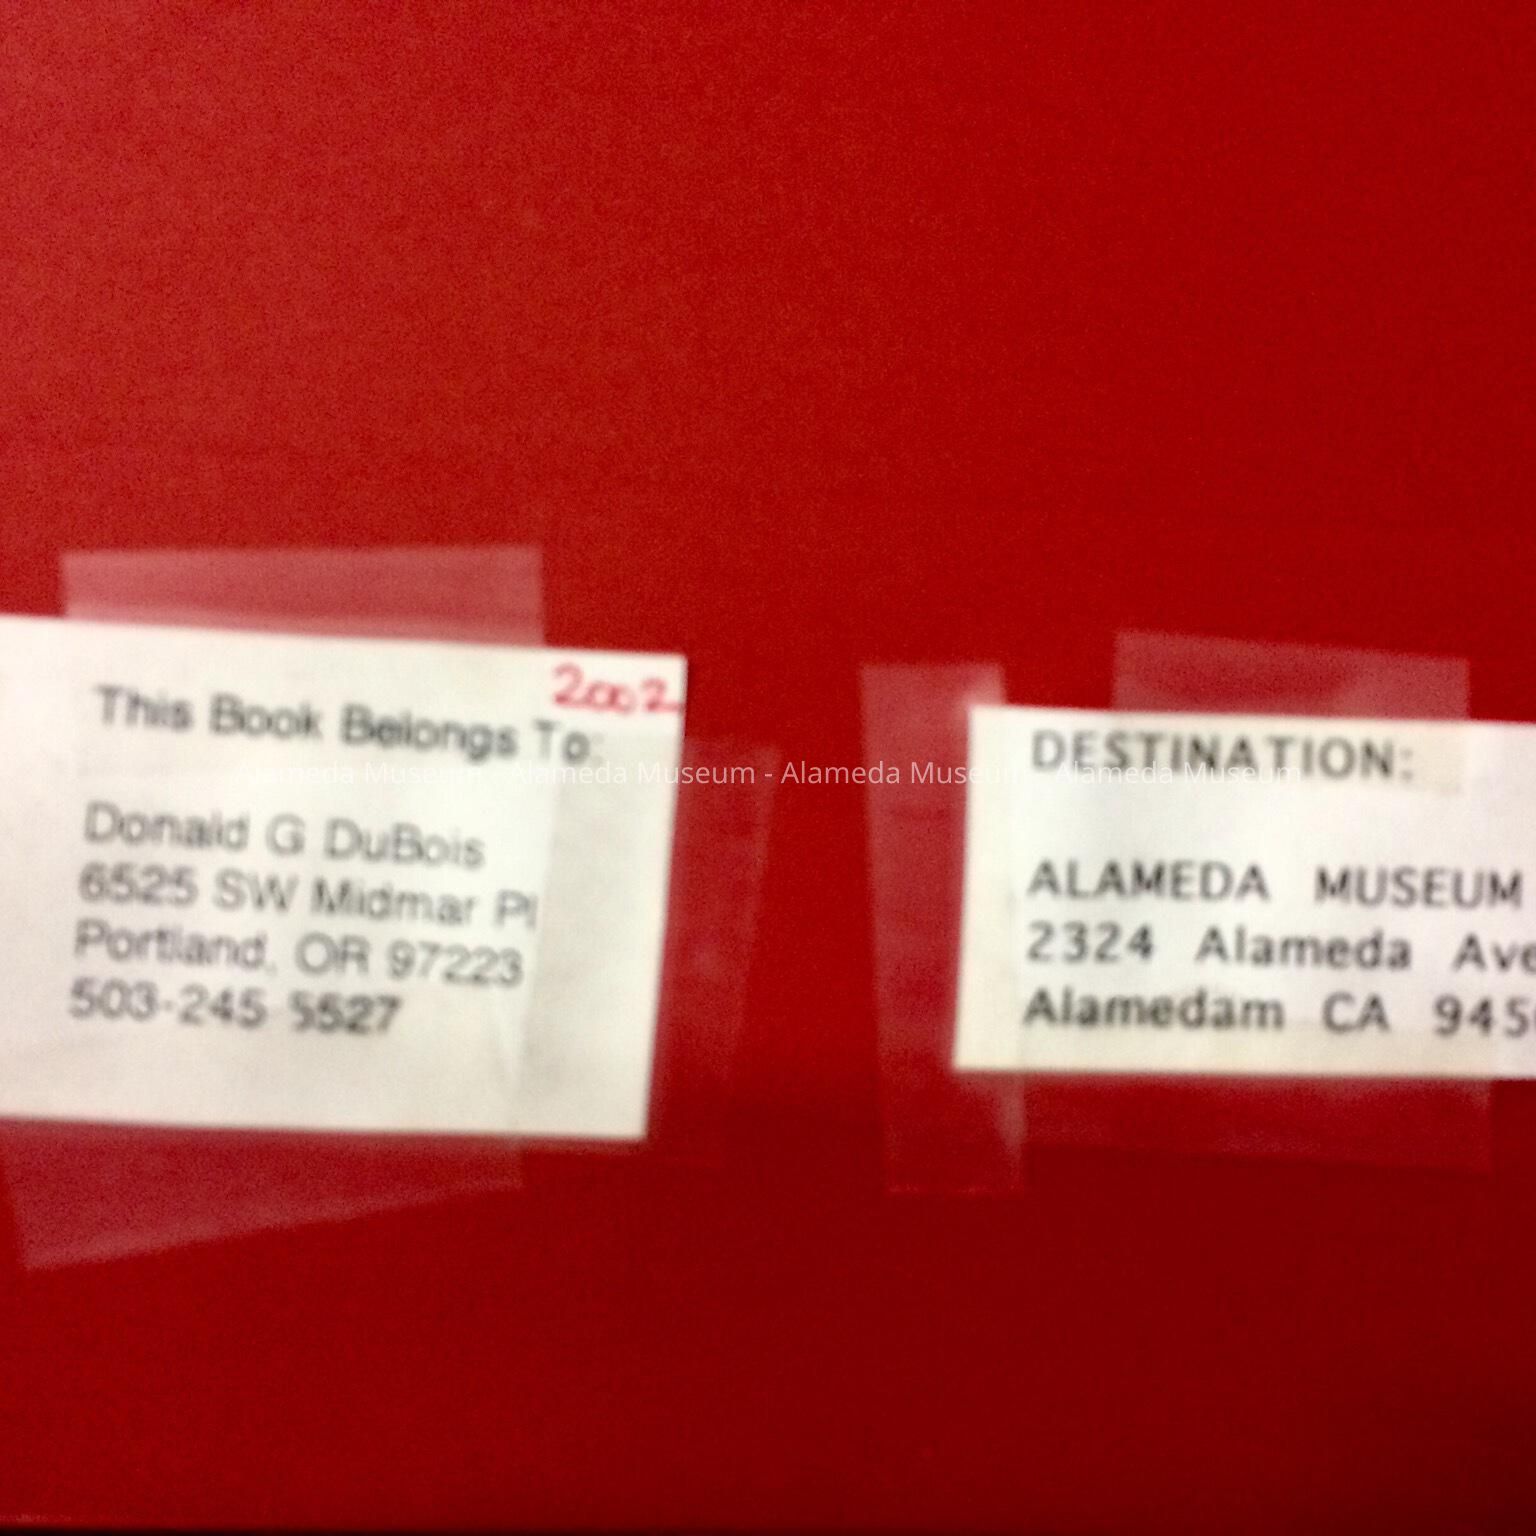 2002
This Book Belongs To:
Donald G DuBois
6525 SW Midmar Pl
Portland, OR 97223
503-245-5527
DESTINATION:
ALAMEDA MUSEUM
2324 Alameda Ave
Alamedam CA 945
Alameda Museum - Alameda Museum - Alameda Museum - Alameda Museum